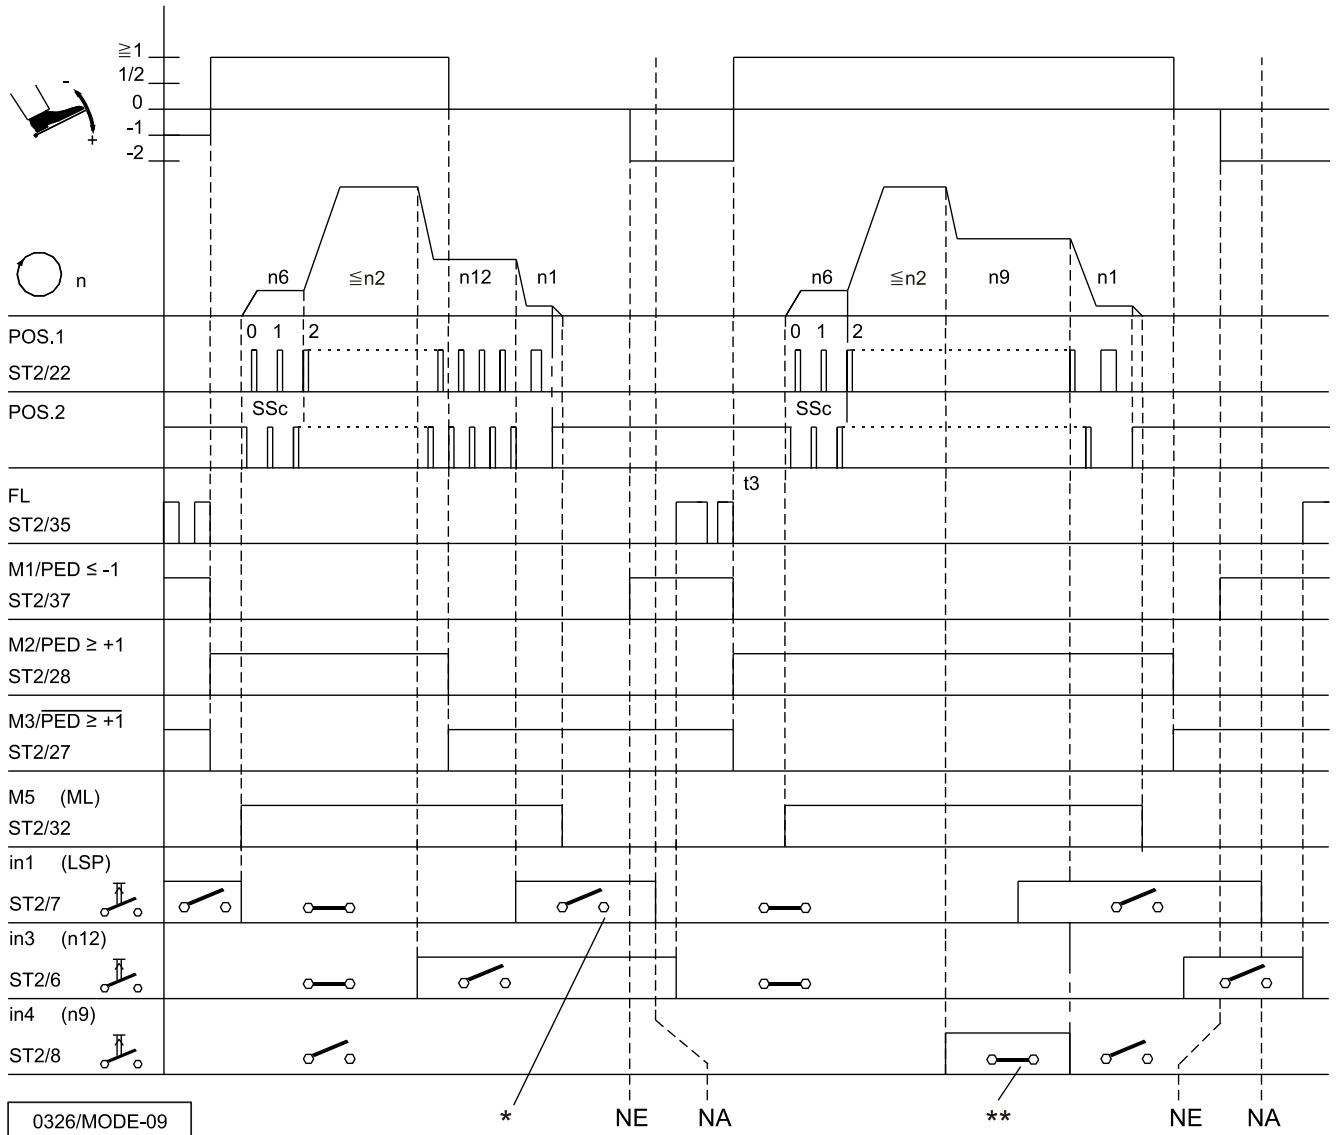 ≧1
1/2
0
-1
-2
-
+
n
n6 ≦n2 n12 n1 n6 ≦n2 n9 n1
POS.1 0 1 2 0 1 2
ST2/22
POS.2 SSc SSc
FL t3
ST2/35
M1/PED ≤ -1
ST2/37
M2/PED ≥ +1
ST2/28
M3/PED ≥ +1
ST2/27
M5 (ML)
ST2/32
in1 (LSP)
ST2/7
in3 (n12)
ST2/6
in4 (n9)
ST2/8
0326/MODE-09 * NE NA ** NE NA